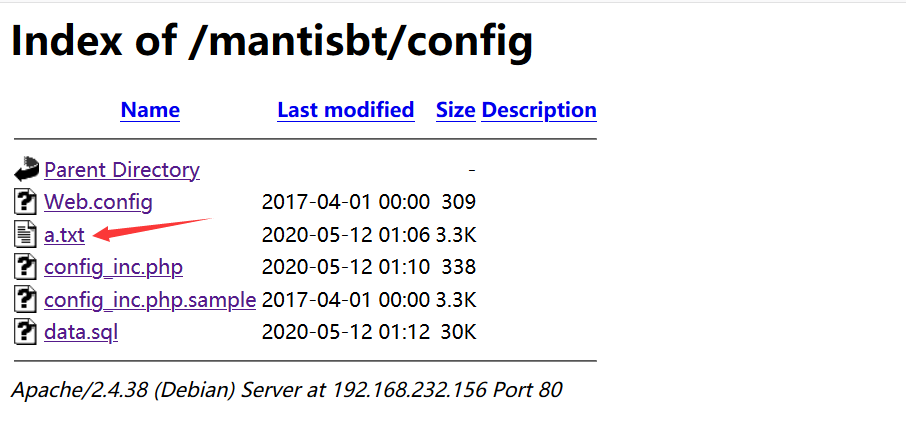 Index of /mantisbt/config
Name Last modified Size Description
Parent Directory -
Web.config 2017-04-01 00:00 309
a.txt 2020-05-12 01:06 3.3K
config_inc.php 2020-05-12 01:10 338
config_inc.php.sample 2017-04-01 00:00 3.3K
data.sql 2020-05-12 01:12 30K
Apache/2.4.38 (Debian) Server at 192.168.232.156 Port 80